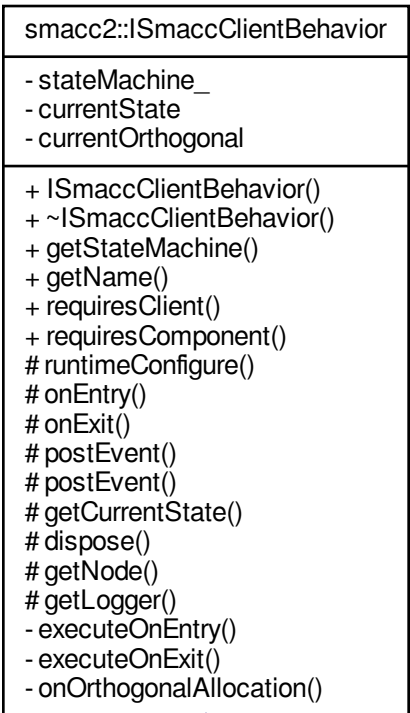 smacc2::ISmaccClientBehavior
- stateMachine_
- currentState
- currentOrthogonal
+ ISmaccClientBehavior()
+ ~ISmaccClientBehavior()
+ getStateMachine()
+ getName()
+ requiresClient()
+ requiresComponent()
# runtimeConfigure()
# onEntry()
# onExit()
# postEvent()
# postEvent()
# getCurrentState()
# dispose()
# getNode()
# getLogger()
- executeOnEntry()
- executeOnExit()
- onOrthogonalAllocation()